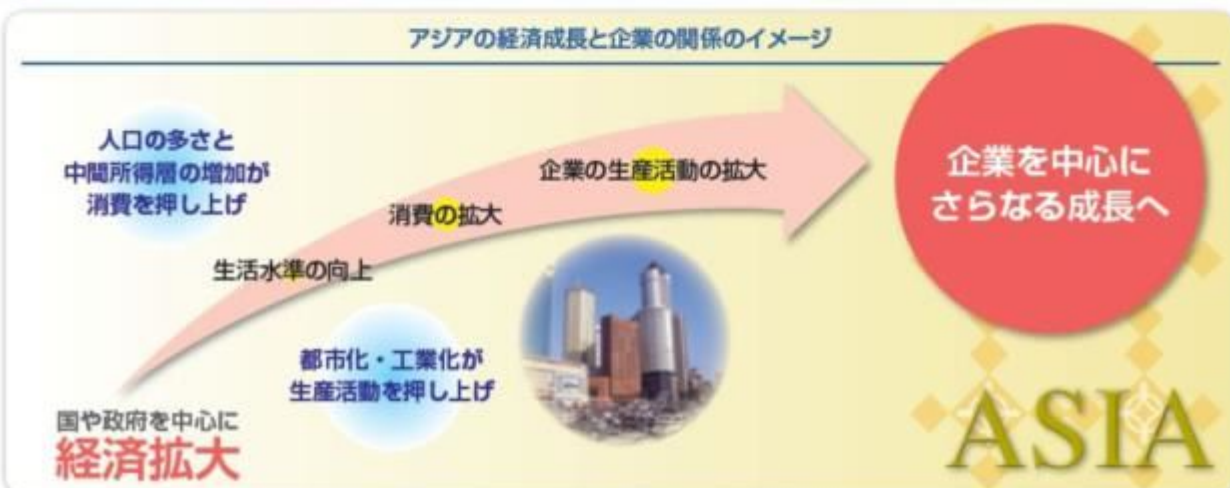 アジアの経済成長と企業の関係のイメージ
人口の多さと
中間所得層の増加が
消費を押し上げ
企業の生産活動の拡大
消費の拡大
生活水準の向上
都市化・工業化が
生産活動を押し上げ
国や政府を中心に
経済拡大
企業を中心に
さらなる成長へ
ASIA